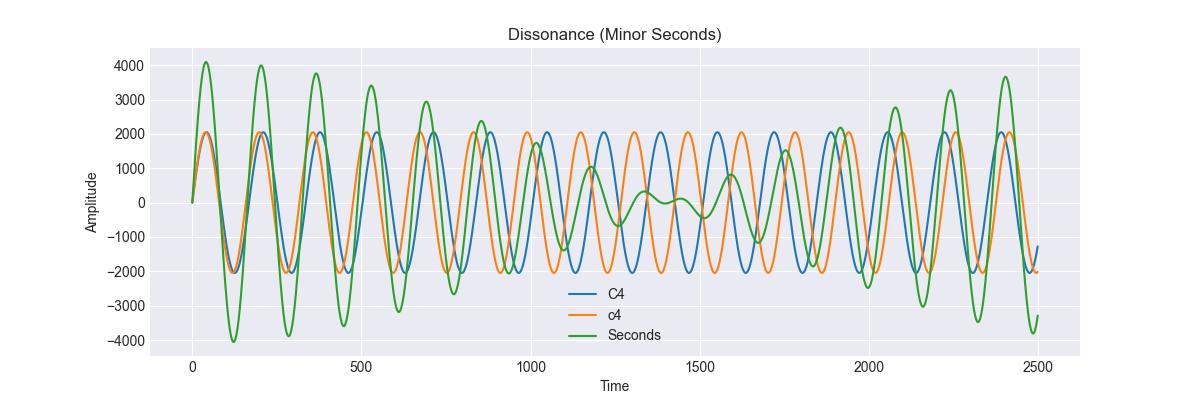 Dissonance (Minor Seconds)
4000
3000
2000
1000
0
−1000
−2000
−3000
−4000
Amplitude
C4
c4
Seconds
0 500 1000 1500 2000 2500
Time